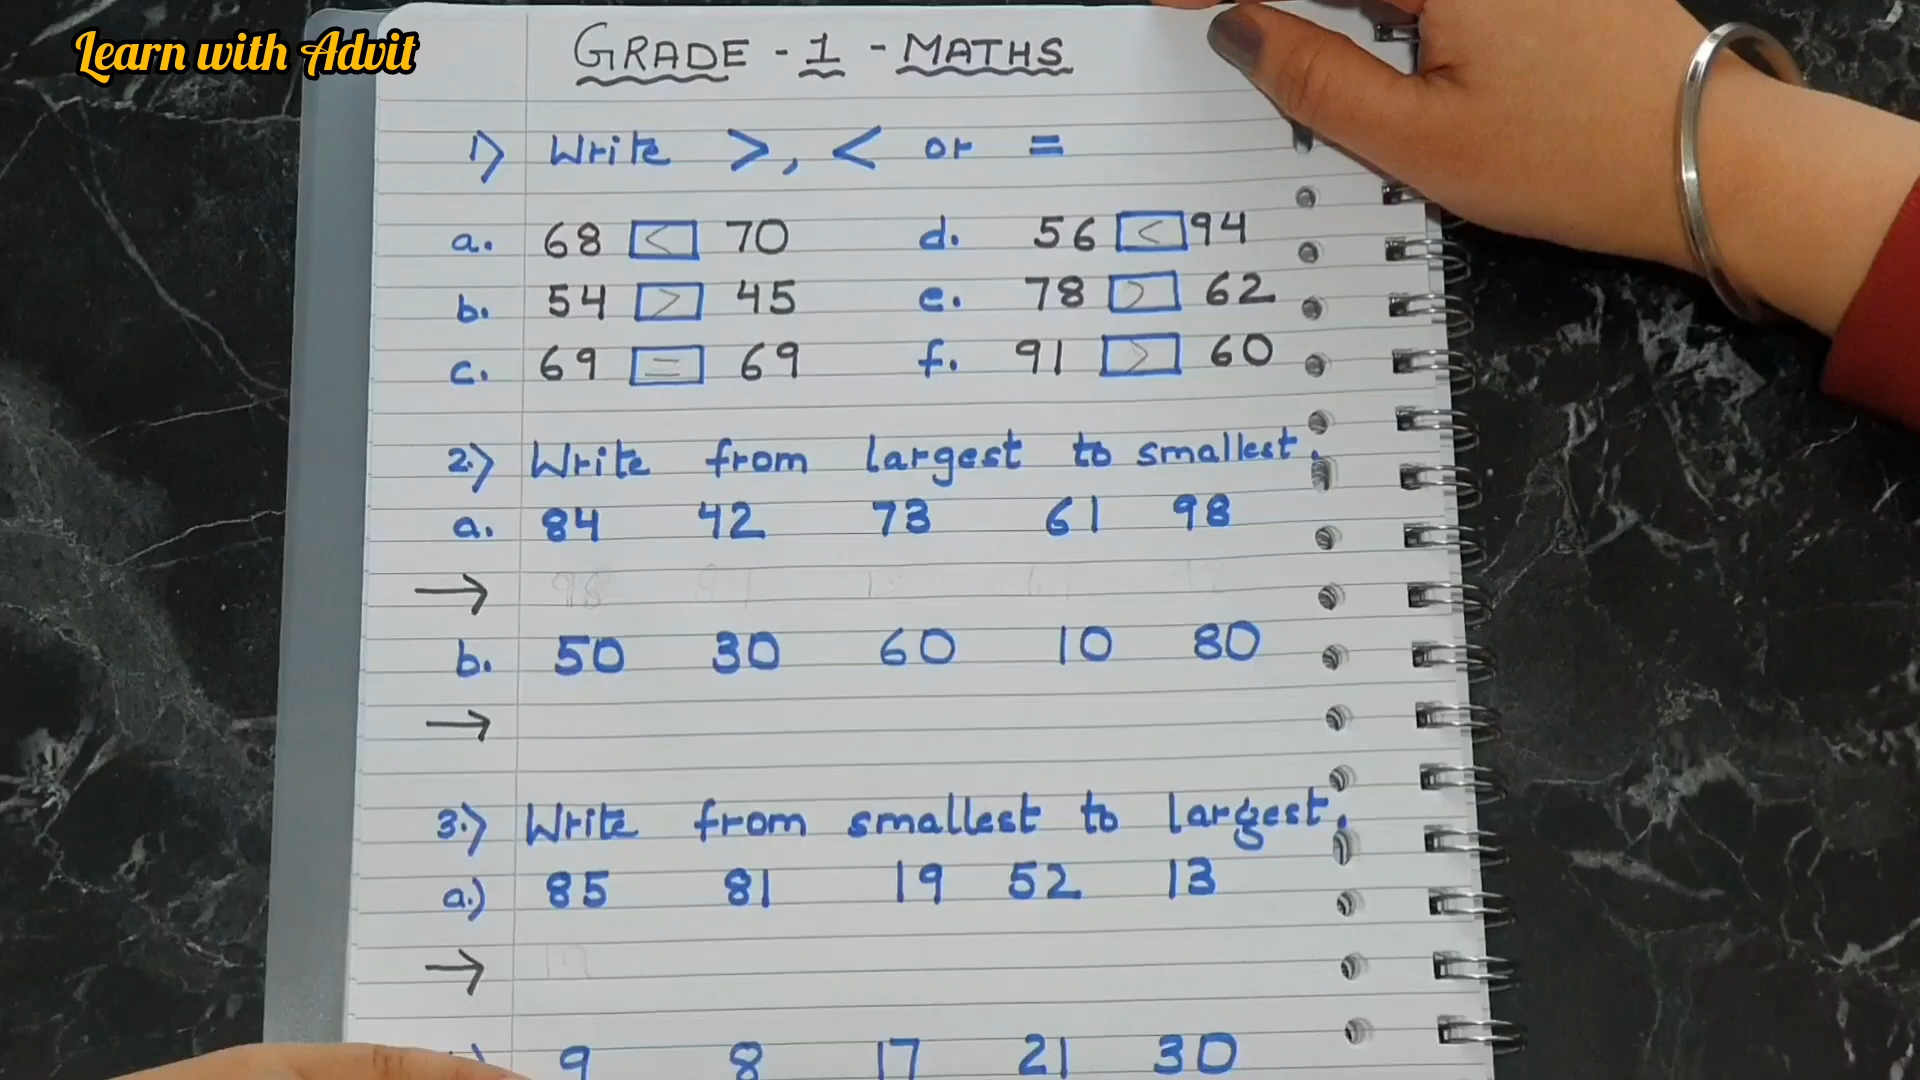 Learn with Advit
GRADE - 1 - MATHS
1) Write >, < or =
a. 68 < 70 d. 56 < 94
b. 54 > 45 e. 78 > 62
c. 69 = 69 f. 91 > 60
2.) Write from largest to smallest.
a. 84 42 73 61 98
→ 98
b. 50 30 60 10 80
→
3.) Write from smallest to largest.
a.) 85 81 19 52 13
→
9 8 17 21 30